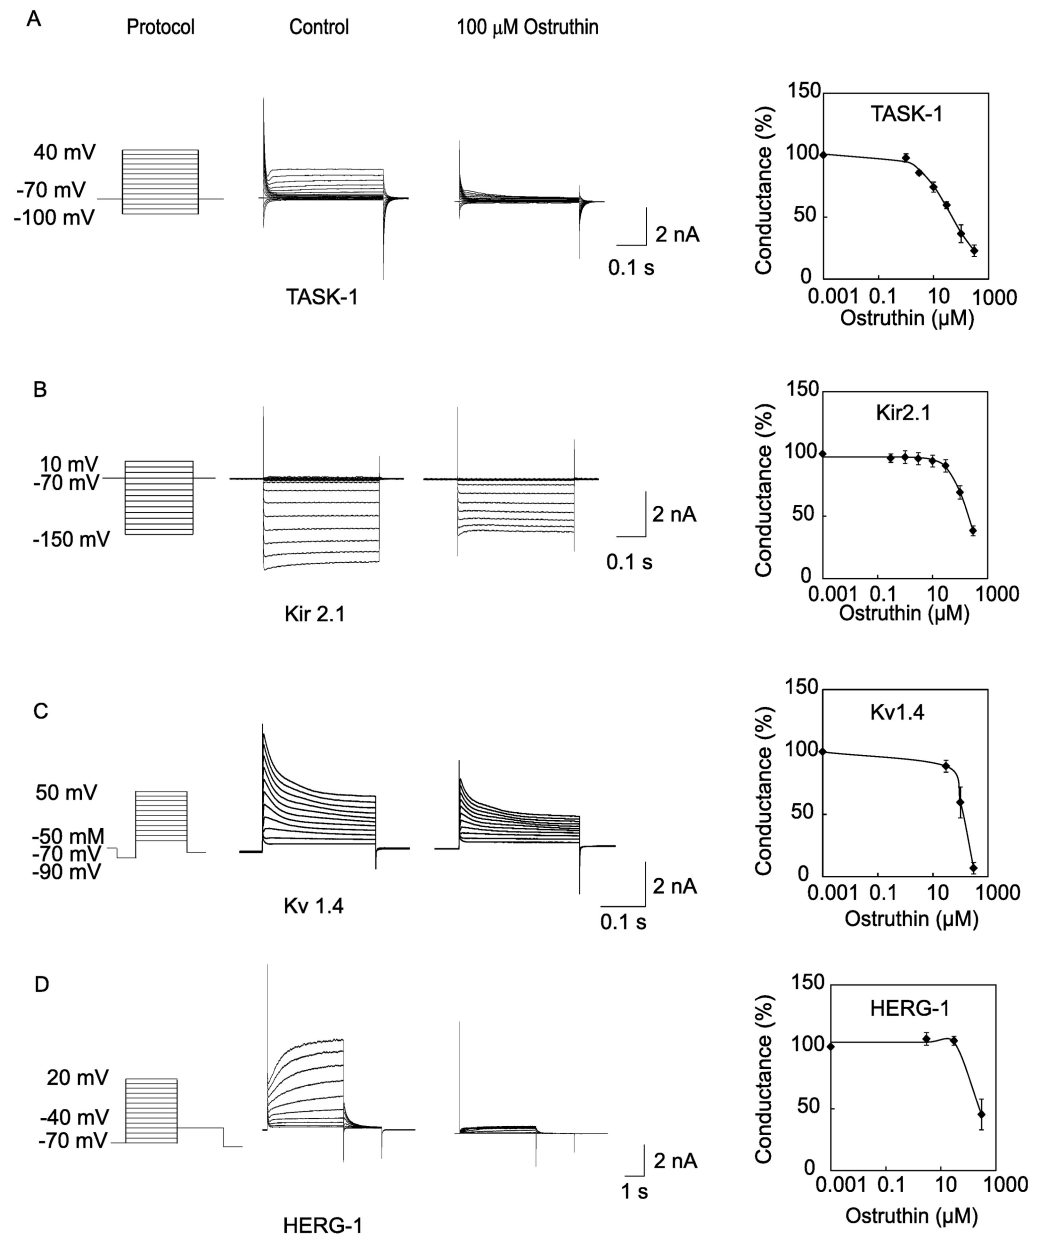 A
Protocol Control 100 µM Ostruthin
40 mV
-70 mV
-100 mV
2 nA
0.1 s
TASK-1
150
100
50
0
Conductance (%)
TASK-1
0.001 0.1 10 1000
Ostruthin (µM)
B
10 mV
-70 mV
-150 mV
2 nA
0.1 s
Kir 2.1
150
100
50
0
Conductance (%)
Kir2.1
0.001 0.1 10 1000
Ostruthin (µM)
C
50 mV
-50 mM
-70 mV
-90 mV
2 nA
0.1 s
Kv 1.4
150
100
50
0
Conductance (%)
Kv1.4
0.001 0.1 10 1000
Ostruthin (µM)
D
20 mV
-40 mV
-70 mV
2 nA
1 s
HERG-1
150
100
50
0
Conductance (%)
HERG-1
0.001 0.1 10 1000
Ostruthin (µM)